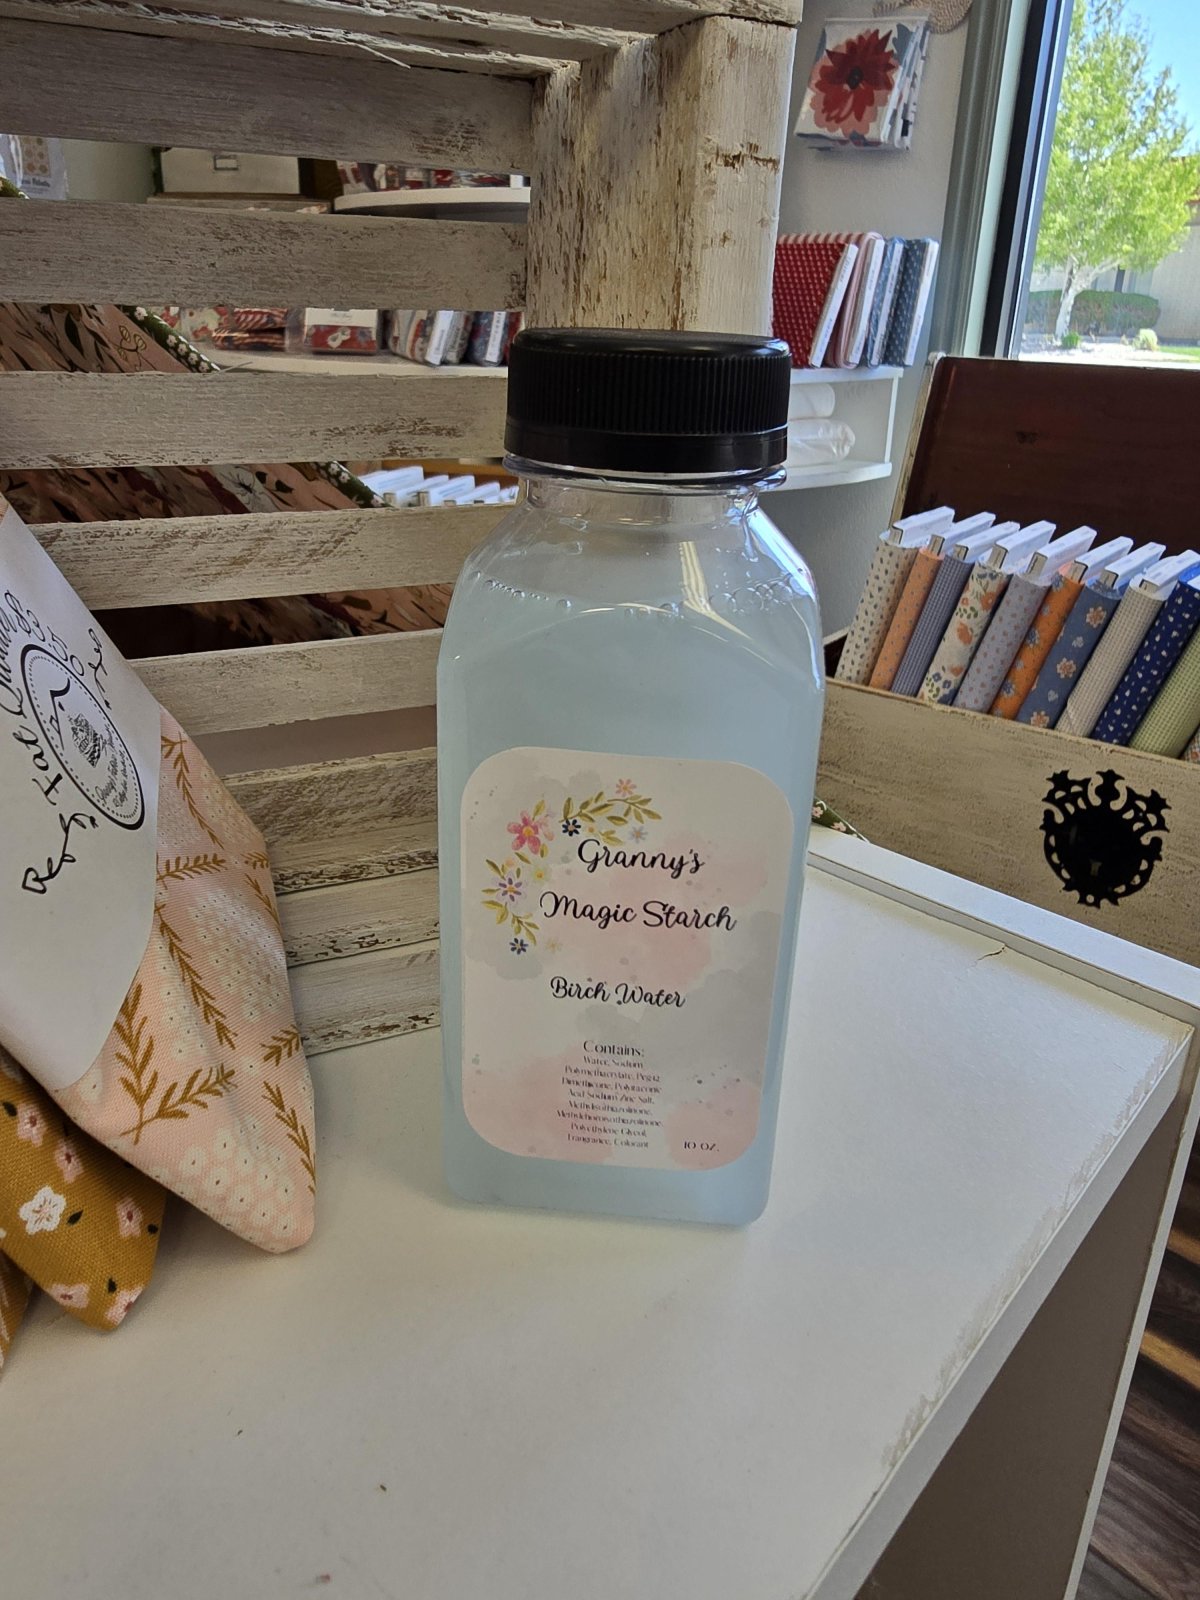 Granny's
Magic Starch
Birch Water
Contains:
Water, Sodium
Polymethacrylate, Peg-12
Dimethicone, Polyitaconic
Acid Sodium Zinc Salt,
Methylisothiazolinone,
Methylchloroisothiazolinone,
Polyethylene Glycol,
Frangrance, Colorant
10 OZ.